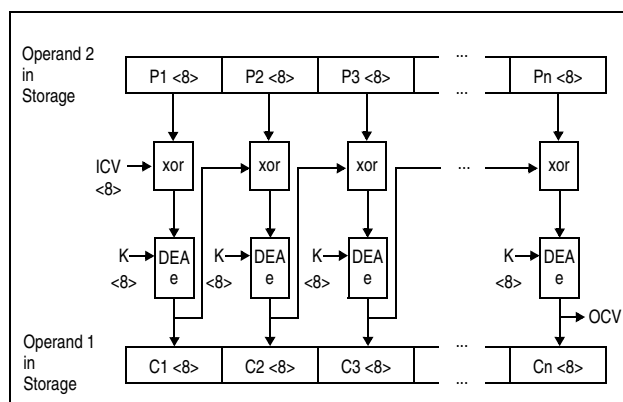 Operand 2
in
Storage
P1 <8> P2 <8> P3 <8> ... Pn <8>
...
ICV
<8>
xor xor xor ... xor
K
<8>
DEA
e
K
<8>
DEA
e
K
<8>
DEA
e
K
<8>
DEA
e
OCV
Operand 1
in
Storage
C1 <8> C2 <8> C3 <8> ... Cn <8>
...